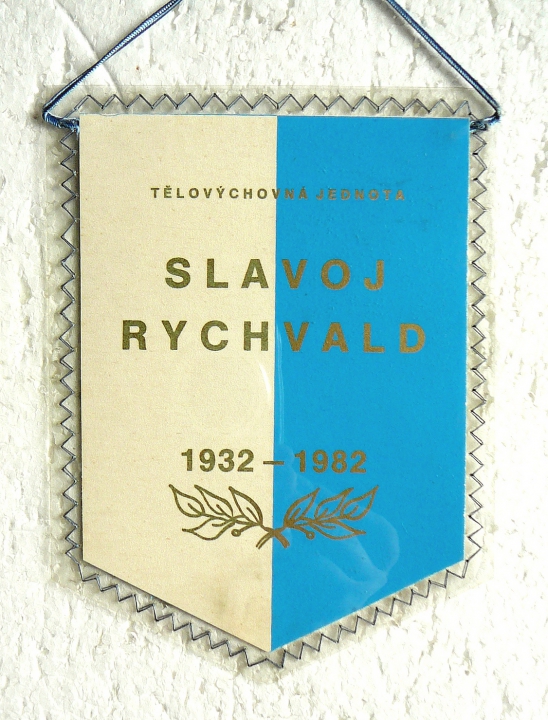 TĚLOVÝCHOVNÁ JEDNOTA
SLAVOJ
RYCHVALD
1932 – 1982